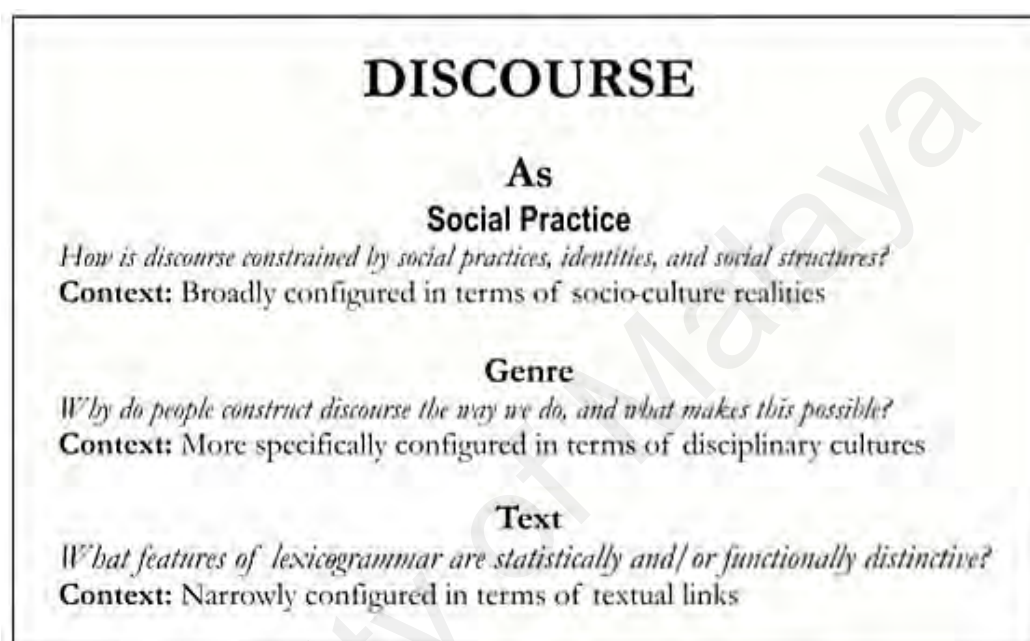 DISCOURSE
As
Social Practice
How is discourse constrained by social practices, identities, and social structures?
Context: Broadly configured in terms of socio-culture realities
Genre
Why do people construct discourse the way we do, and what makes this possible?
Context: More specifically configured in terms of disciplinary cultures
Text
What features of lexicogrammar are statistically and/or functionally distinctive?
Context: Narrowly configured in terms of textual links
ty of Malaya